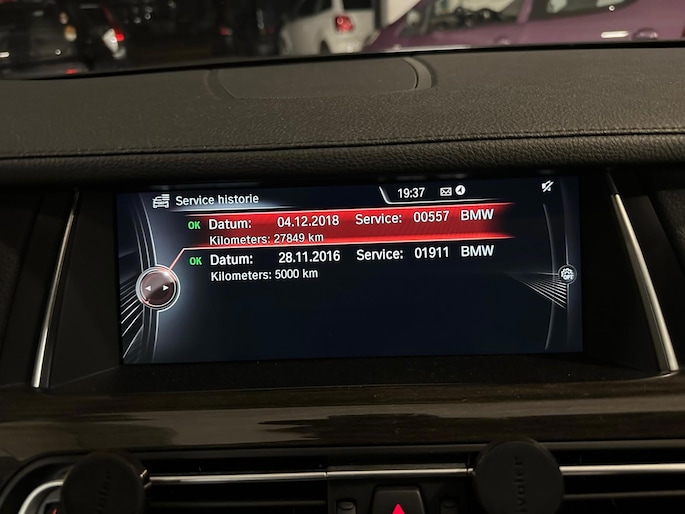 Service historie
19:37
OK Datum: 04.12.2018 Service: 00557 BMW
Kilometers: 27849 km
OK Datum: 28.11.2016 Service: 01911 BMW
Kilometers: 5000 km